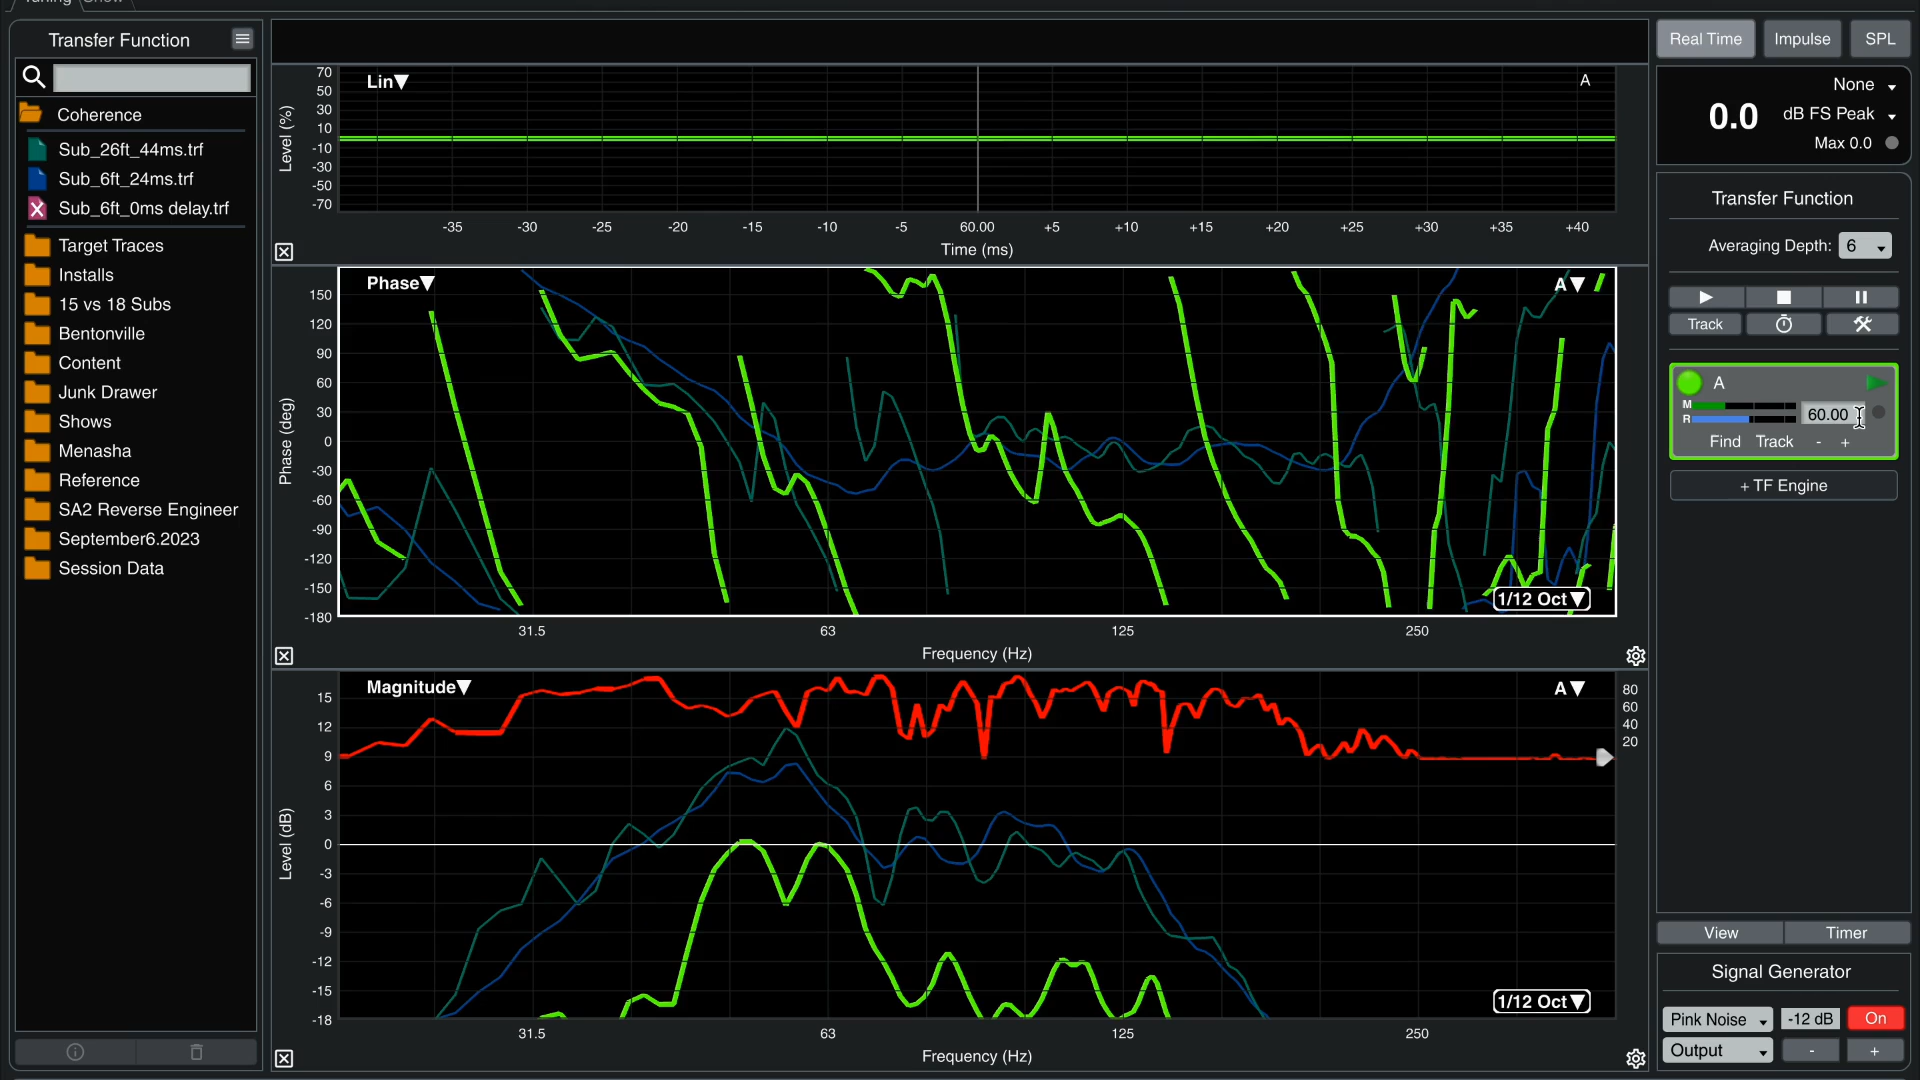 Tuning Show
Transfer Function
Coherence
Sub_26ft_44ms.trf
Sub_6ft_24ms.trf
Sub_6ft_0ms delay.trf
Target Traces
Installs
15 vs 18 Subs
Bentonville
Content
Junk Drawer
Shows
Menasha
Reference
SA2 Reverse Engineer
September6.2023
Session Data
Lin▼
A
Level (%)
70
50
30
10
-10
-30
-50
-70
-35 -30 -25 -20 -15 -10 -5 60.00 +5 +10 +15 +20 +25 +30 +35 +40
Time (ms)
Phase▼
A▼
Phase (deg)
150
120
90
60
30
0
-30
-60
-90
-120
-150
-180
1/12 Oct▼
31.5 63 125 250
Frequency (Hz)
Magnitude▼
A▼
Level (dB)
15
12
9
6
3
0
-3
-6
-9
-12
-15
-18
80
60
40
20
1/12 Oct▼
31.5 63 125 250
Frequency (Hz)
Real Time Impulse SPL
None
0.0 dB FS Peak
Max 0.0
Transfer Function
Averaging Depth: 6
Track
A
M
R
60.00
Find Track - +
+ TF Engine
View Timer
Signal Generator
Pink Noise -12 dB On
Output - +